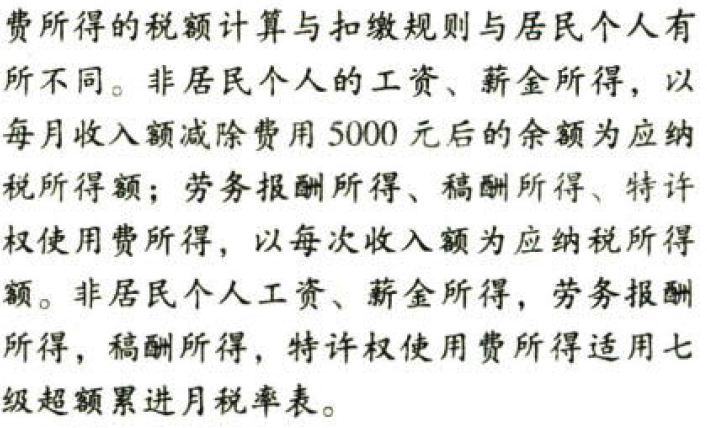 费所得的税额计算与扣缴规则与居民个人有
所不同。非居民个人的工资、薪金所得，以
每月收入额减除费用 5000 元后的余额为应纳
税所得额；劳务报酬所得、稿酬所得、特许
权使用费所得，以每次收入额为应纳税所得
额。非居民个人工资、薪金所得，劳务报酬
所得，稿酬所得，特许权使用费所得适用七
级超额累进月税率表。